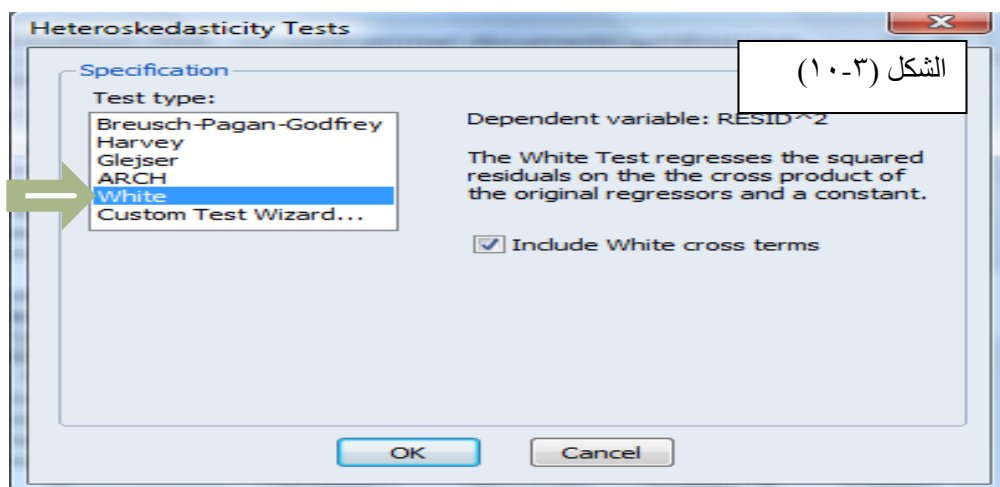 Heteroskedasticity Tests
الشكل (٣-١٠)
Specification
Test type:
Breusch-Pagan-Godfrey
Harvey
Glejser
ARCH
White
Custom Test Wizard...
Dependent variable: RESID^2
The White Test regresses the squared
residuals on the the cross product of
the original regressors and a constant.
Include White cross terms
OK
Cancel